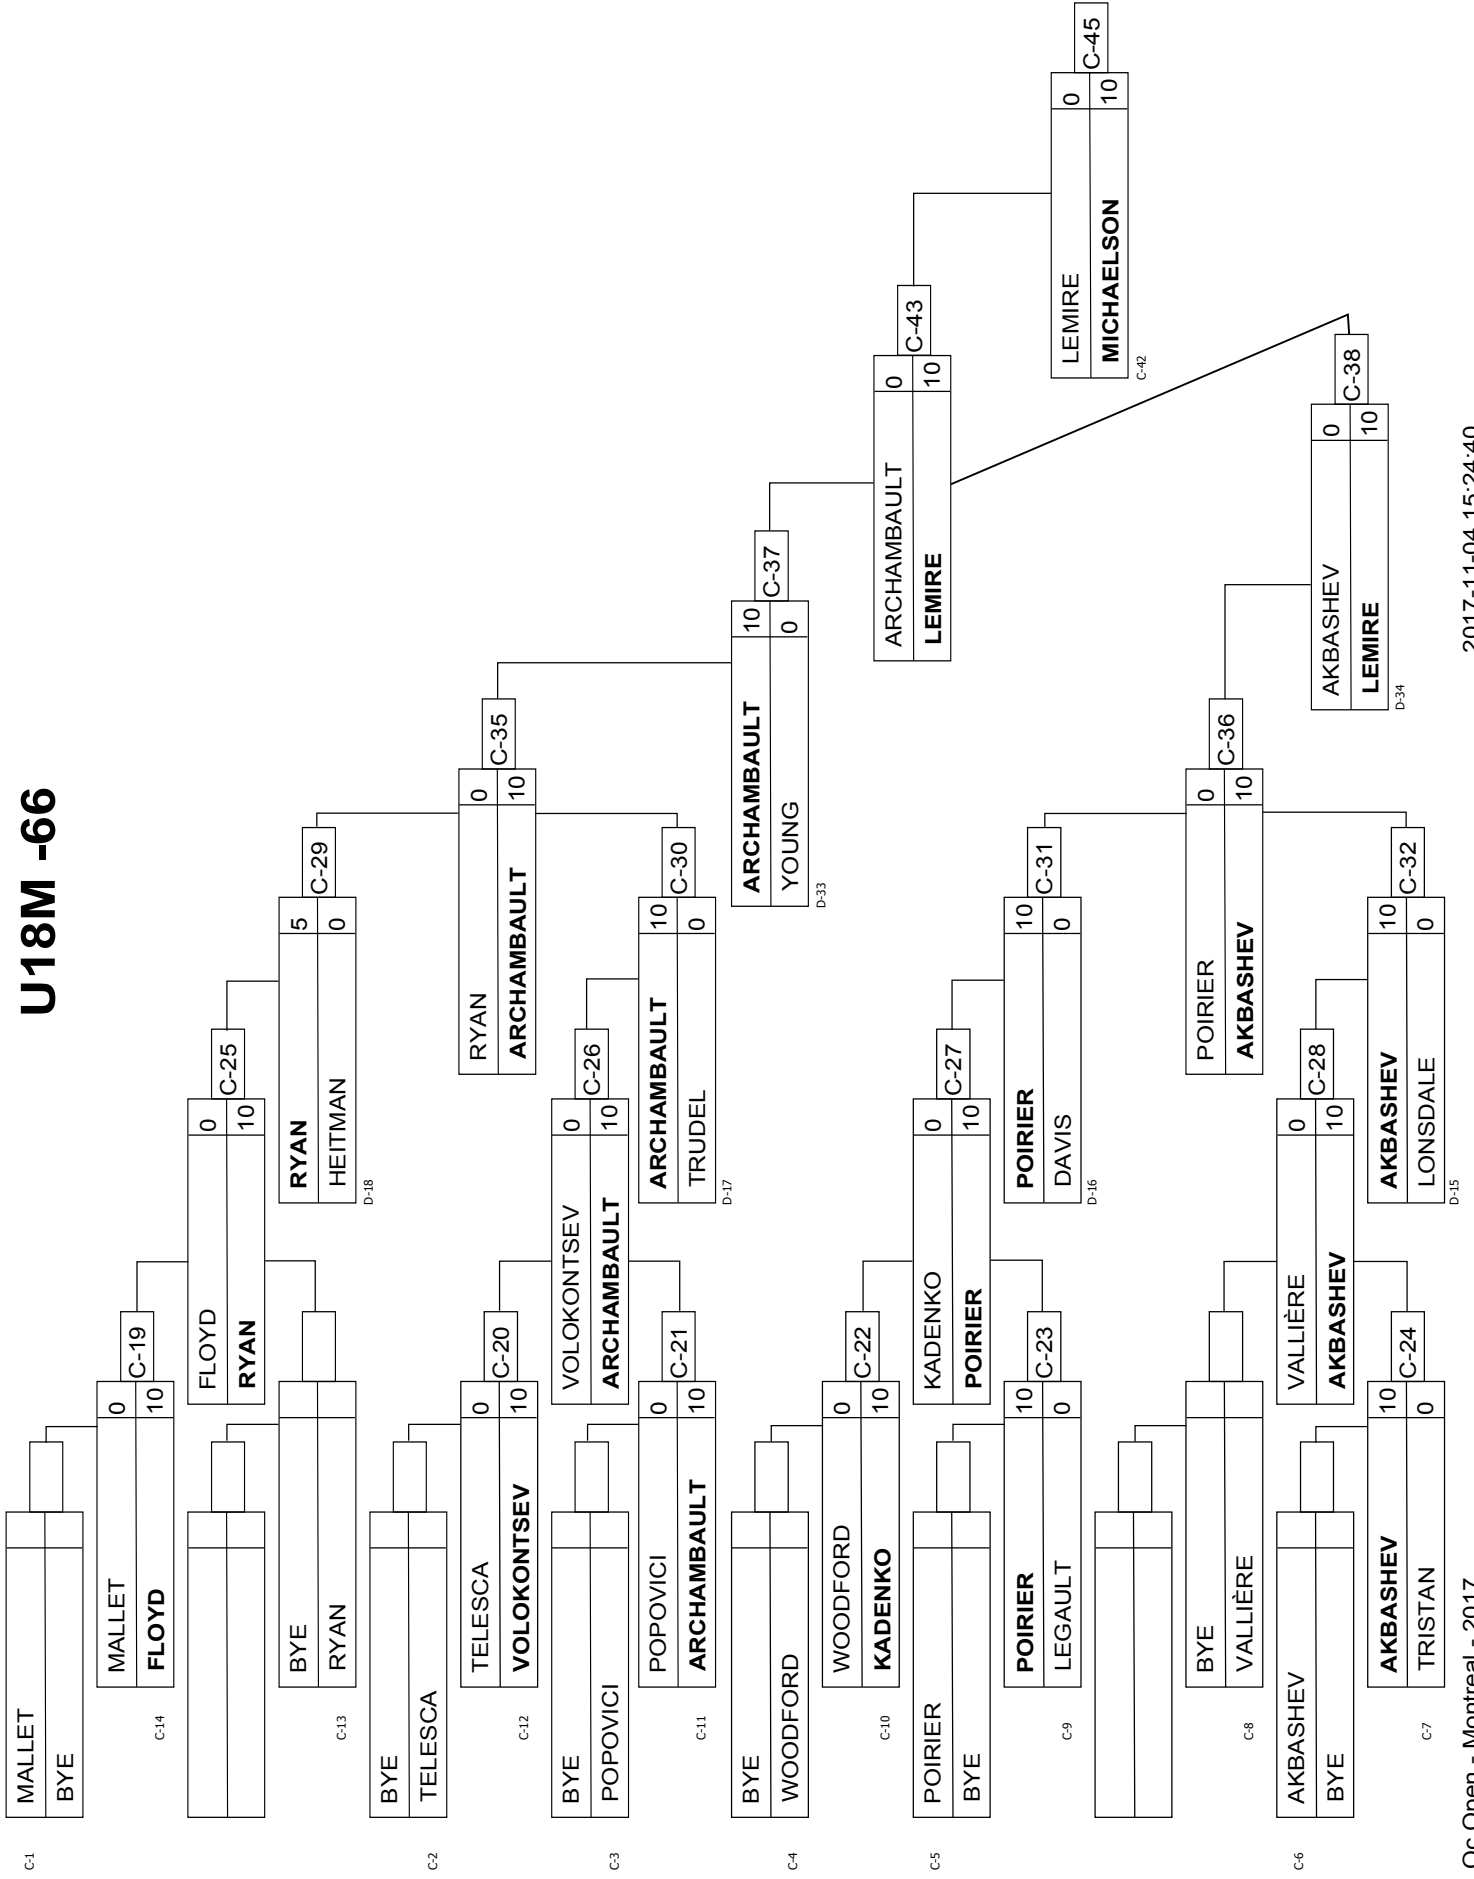 U18M -66
C-1
MALLET
BYE
C-14
MALLET 0
FLOYD 10
C-19
C-13
BYE
RYAN
FLOYD 0
RYAN 10
C-25
D-18
RYAN 5
HEITMAN 0
C-29
C-2
BYE
TELESCA
C-12
TELESCA 0
VOLOKONTSEV 10
C-20
C-3
BYE
POPOVICI
C-11
POPOVICI 0
ARCHAMBAULT 10
C-21
VOLOKONTSEV 0
ARCHAMBAULT 10
C-26
D-17
ARCHAMBAULT 10
TRUDEL 0
C-30
RYAN 0
ARCHAMBAULT 10
C-35
D-33
ARCHAMBAULT 10
YOUNG 0
C-37
C-4
BYE
WOODFORD
C-10
WOODFORD 0
KADENKO 10
C-22
C-5
POIRIER
BYE
C-9
POIRIER 10
LEGAULT 0
C-23
KADENKO 0
POIRIER 10
C-27
D-16
POIRIER 10
DAVIS 0
C-31
C-8
BYE
VALLIÈRE
C-6
AKBASHEV
BYE
C-7
AKBASHEV 10
TRISTAN 0
C-24
VALLIÈRE 0
AKBASHEV 10
C-28
D-15
AKBASHEV 10
LONSDALE 0
C-32
POIRIER 0
AKBASHEV 10
C-36
D-34
AKBASHEV 0
LEMIRE 10
C-38
ARCHAMBAULT 0
LEMIRE 10
C-43
C-42
LEMIRE 0
MICHAELSON 10
C-45
Qc Open - Montreal - 2017
2017-11-04 15:24:40